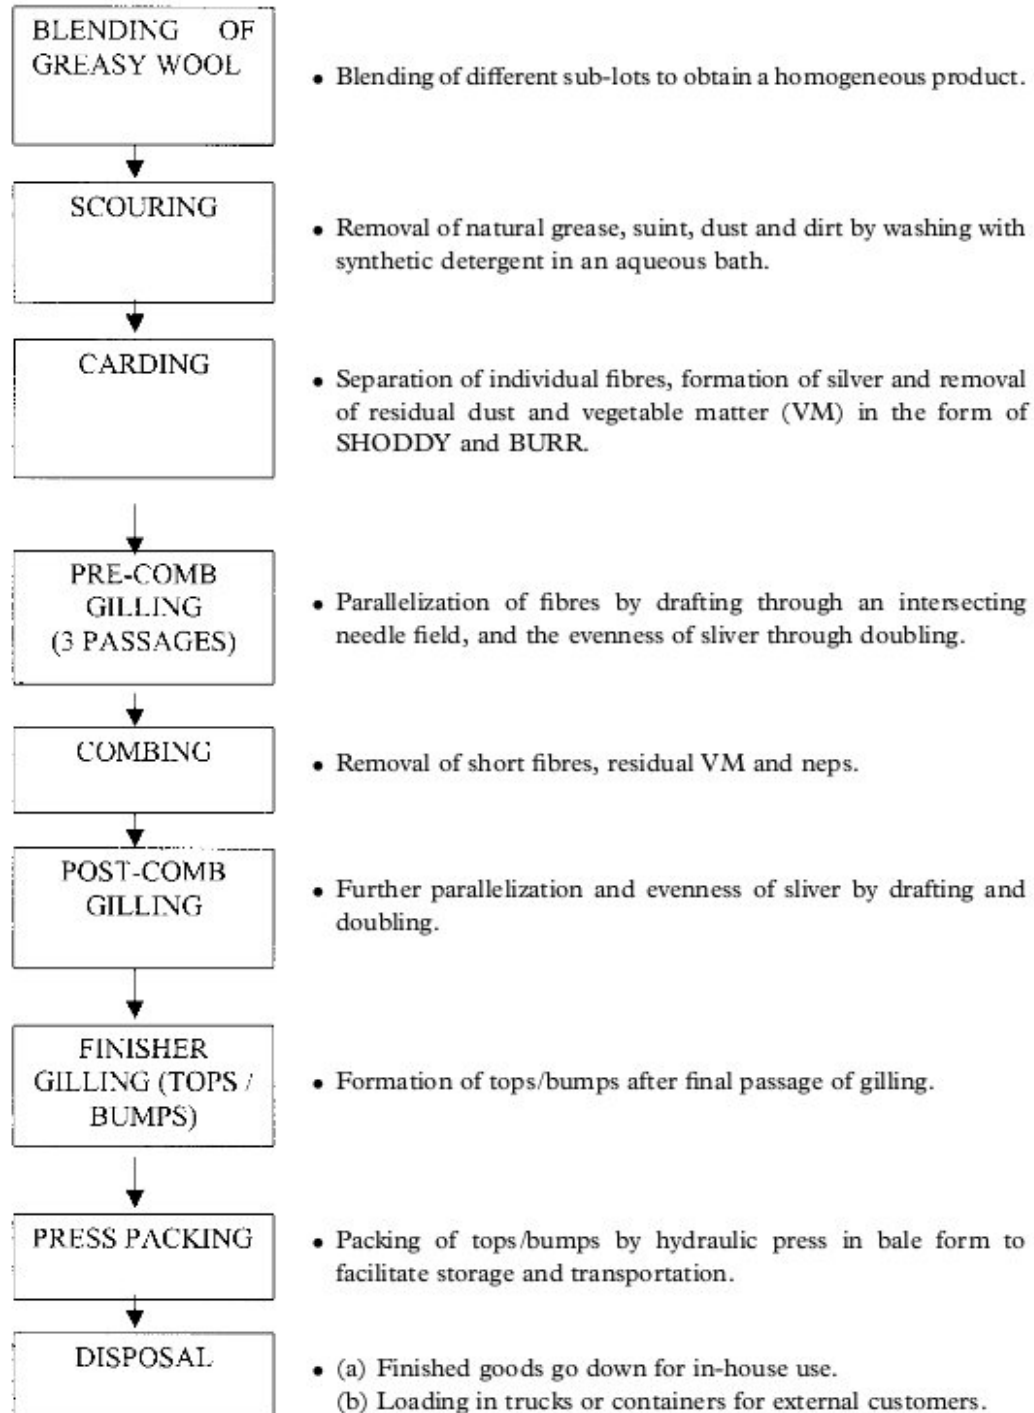 BLENDING OF
GREASY WOOL
• Blending of different sub-lots to obtain a homogeneous product.
SCOURING
• Removal of natural grease, suint, dust and dirt by washing with
synthetic detergent in an aqueous bath.
CARDING
• Separation of individual fibres, formation of silver and removal
of residual dust and vegetable matter (VM) in the form of
SHODDY and BURR.
PRE-COMB
GILLING
(3 PASSAGES)
• Parallelization of fibres by drafting through an intersecting
needle field, and the evenness of sliver through doubling.
COMBING
• Removal of short fibres, residual VM and neps.
POST-COMB
GILLING
• Further parallelization and evenness of sliver by drafting and
doubling.
FINISHER
GILLING (TOPS /
BUMPS)
• Formation of tops/bumps after final passage of gilling.
PRESS PACKING
• Packing of tops/bumps by hydraulic press in bale form to
facilitate storage and transportation.
DISPOSAL
• (a) Finished goods go down for in-house use.
(b) Loading in trucks or containers for external customers.